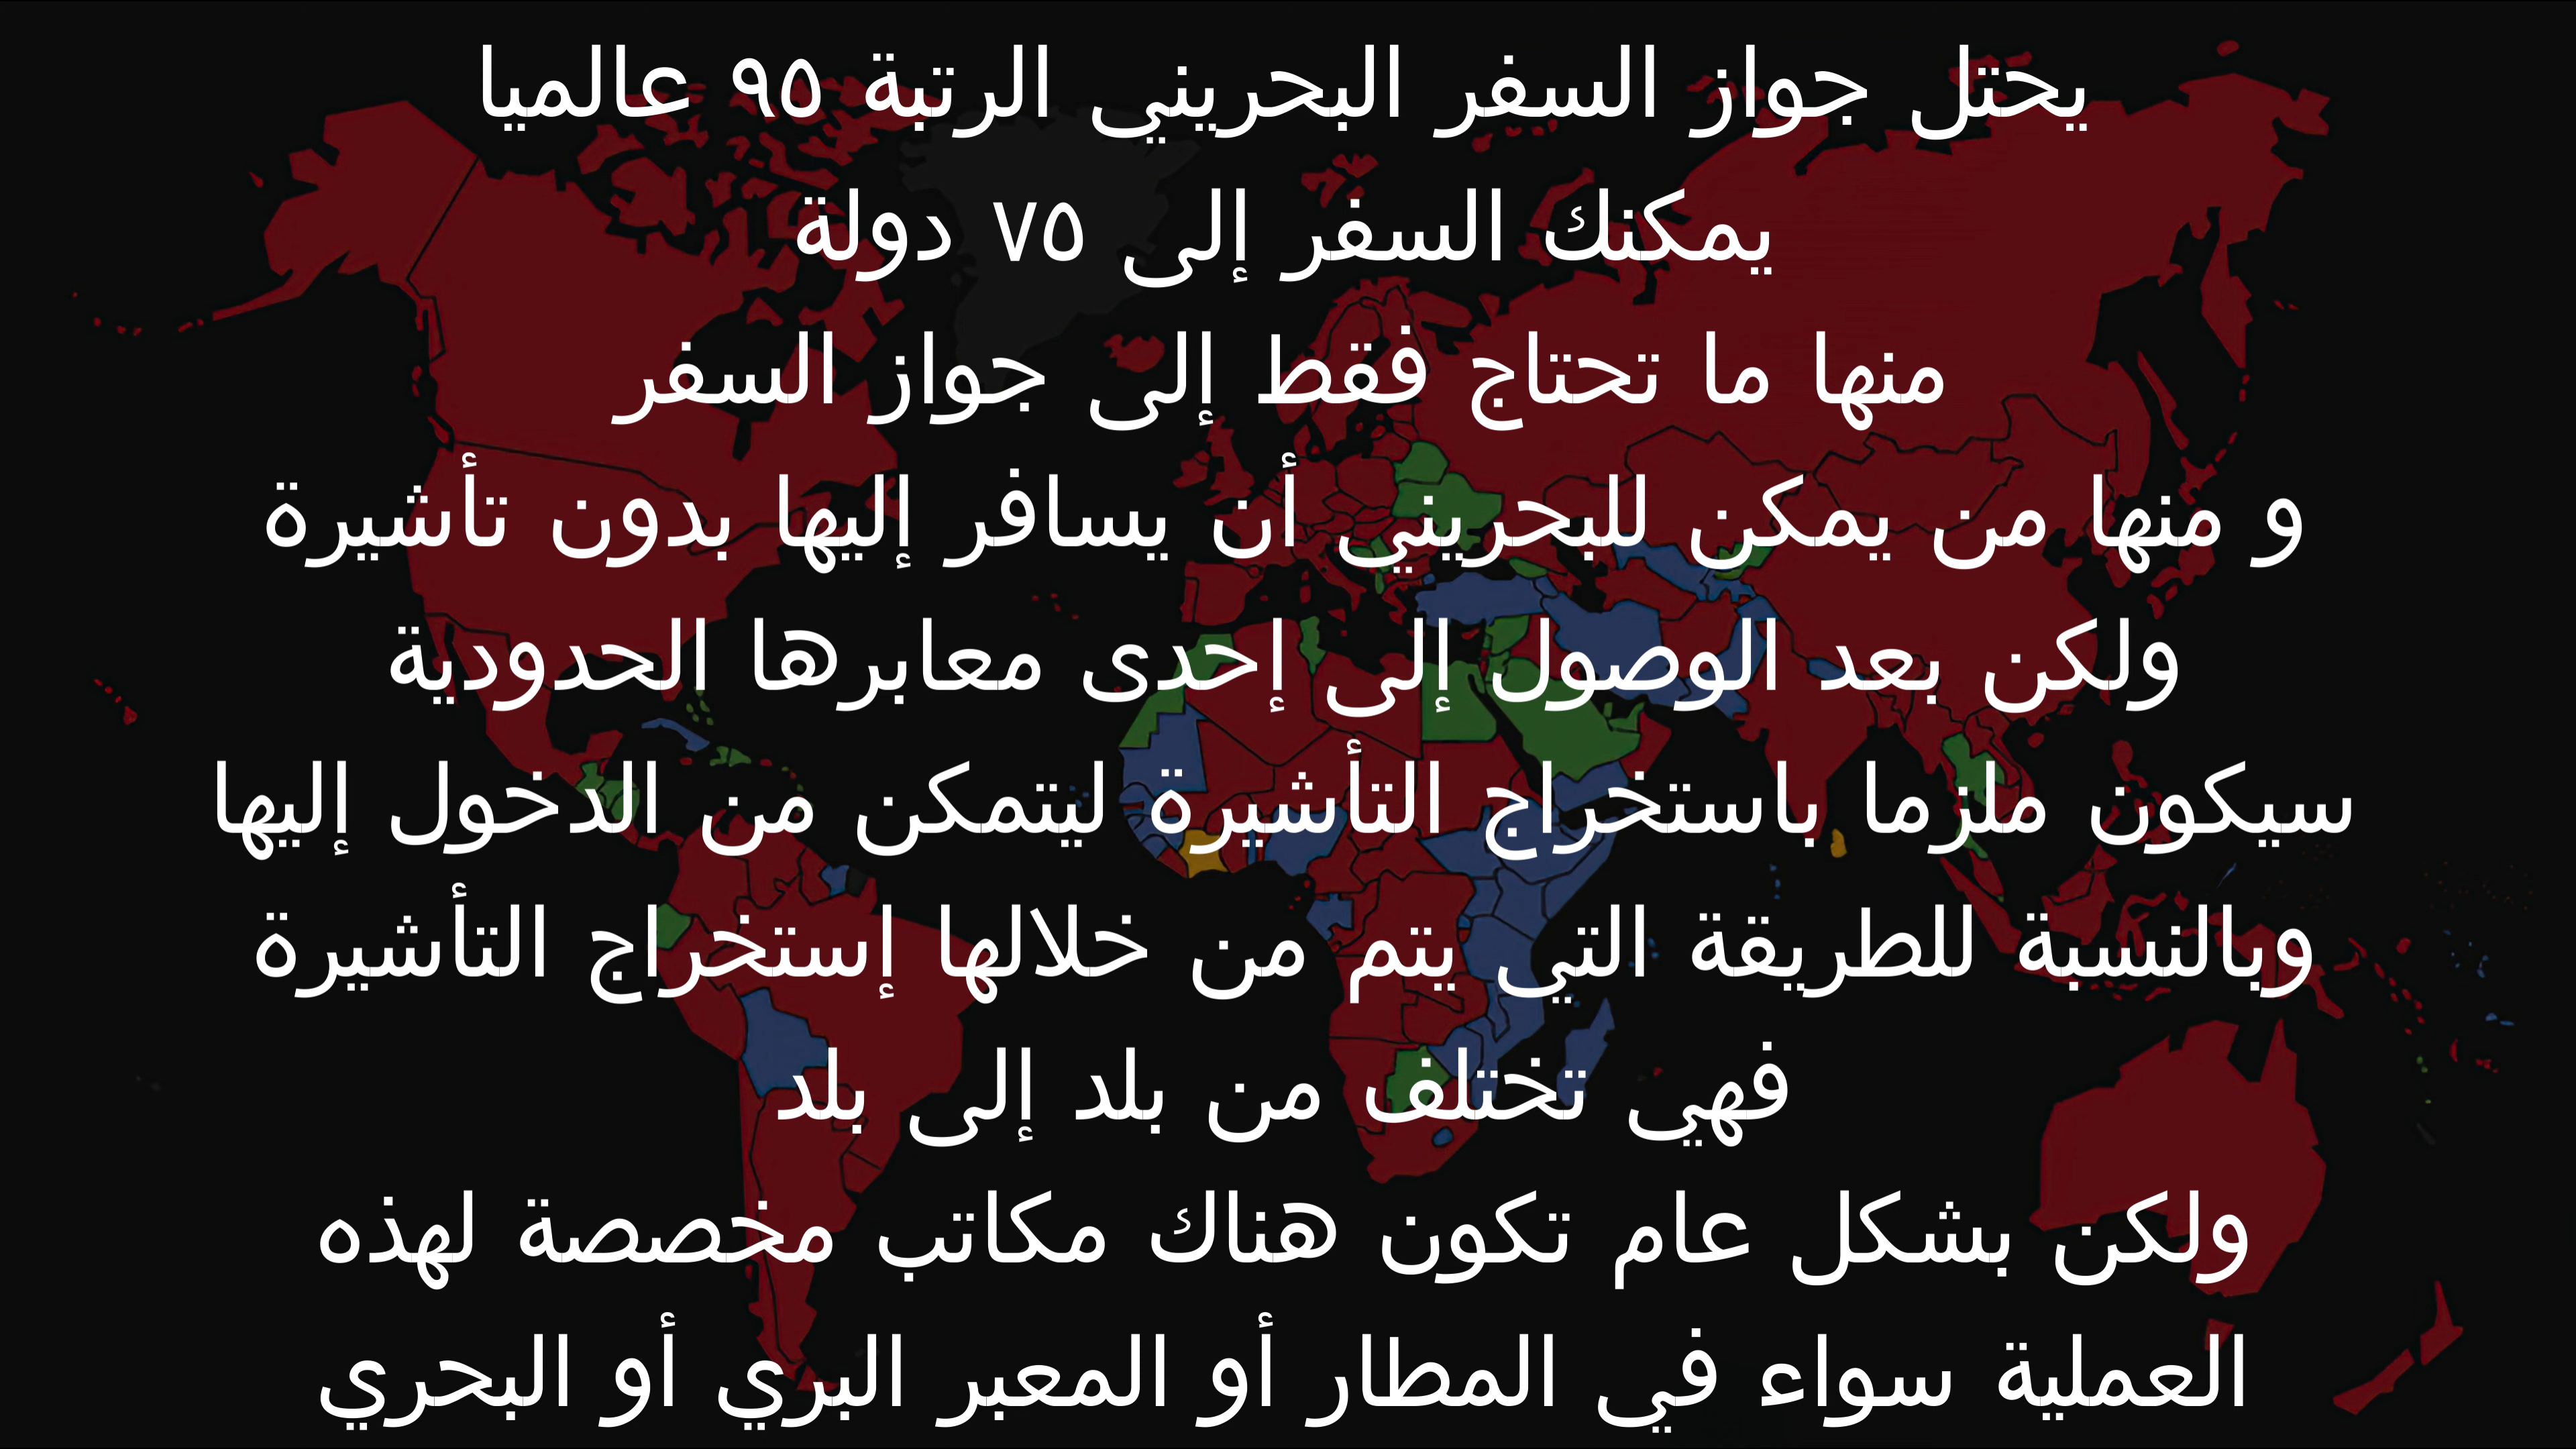 يحتل جواز السفر البحريني الرتبة ٩٥ عالميا
يمكنك السفر إلى ٧٥ دولة
منها ما تحتاج فقط إلى جواز السفر
و منها من يمكن للبحريني أن يسافر إليها بدون تأشيرة
ولكن بعد الوصول إلى إحدى معابرها الحدودية
سيكون ملزما باستخراج التأشيرة ليتمكن من الدخول إليها
وبالنسبة للطريقة التي يتم من خلالها إستخراج التأشيرة
فهي تختلف من بلد إلى بلد
ولكن بشكل عام تكون هناك مكاتب مخصصة لهذه
العملية سواء في المطار أو المعبر البري أو البحري